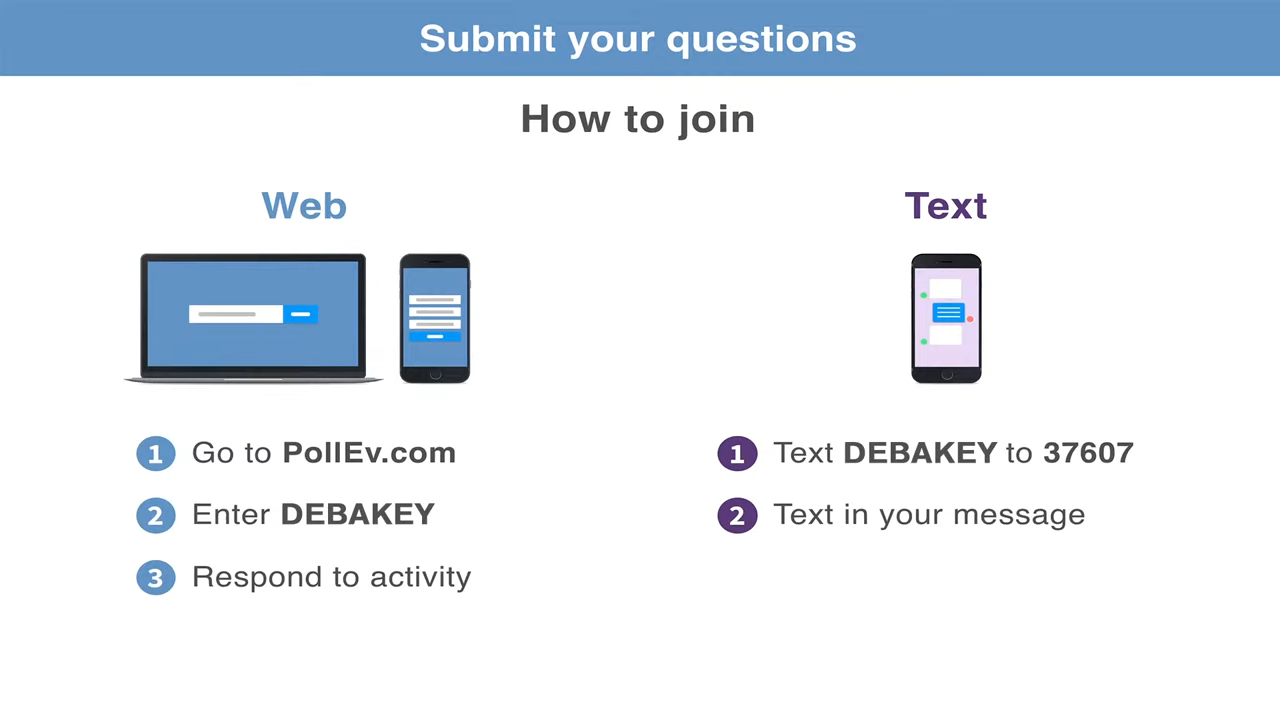 Submit your questions
How to join
Web
1 Go to PollEv.com
2 Enter DEBAKEY
3 Respond to activity
Text
1 Text DEBAKEY to 37607
2 Text in your message